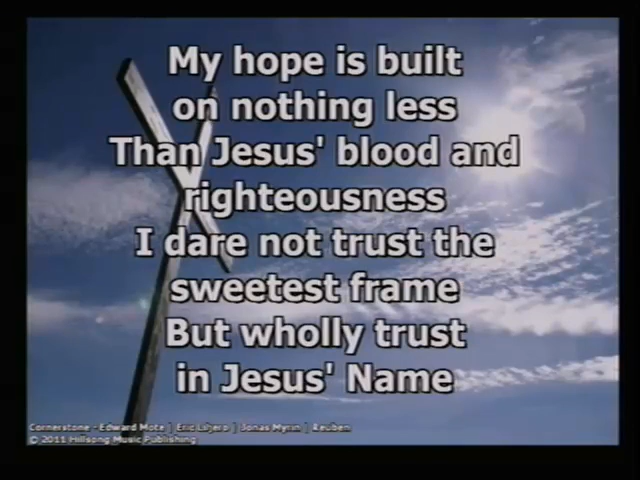 My hope is built
on nothing less
Than Jesus' blood and
righteousness
I dare not trust the
sweetest frame
But wholly trust
in Jesus' Name
Cornerstone - Edward Mote | Eric Liljero | Jonas Myrin | Reuben
© 2011 Hillsong Music Publishing